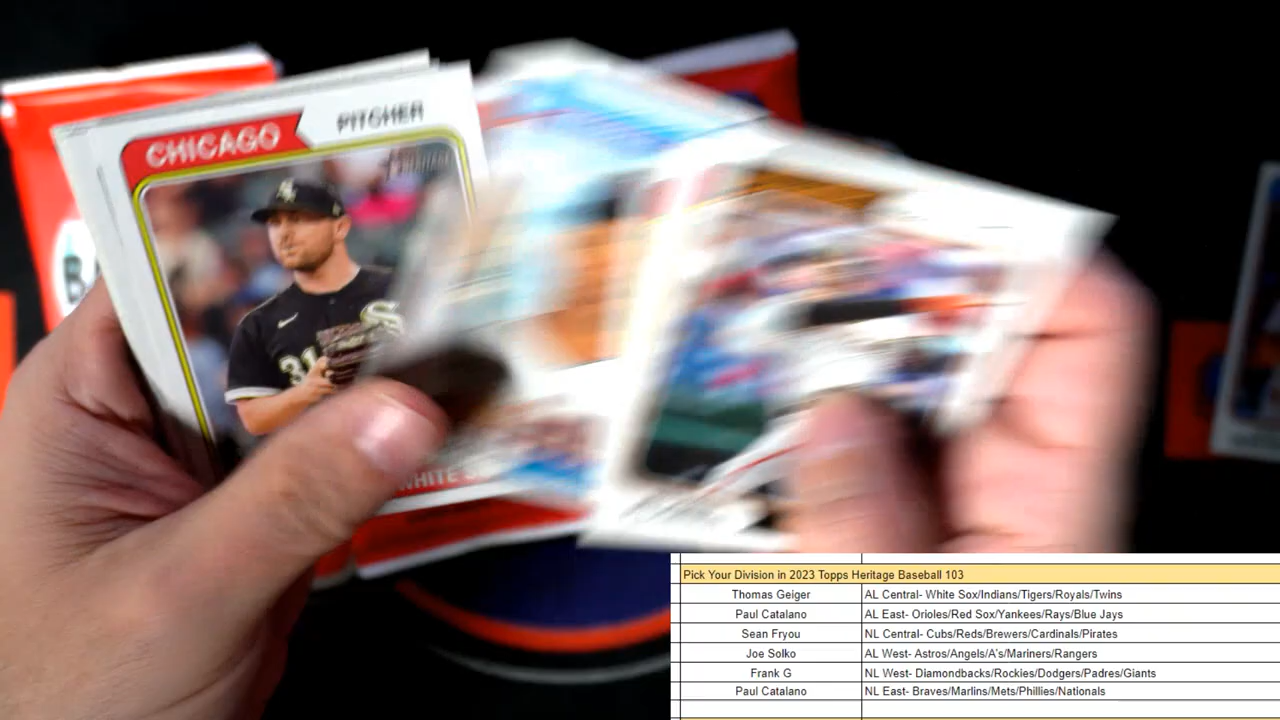 CHICAGO
PITCHER
31
WHITE
Pick Your Division in 2023 Topps Heritage Baseball 103
Thomas Geiger AL Central- White Sox/Indians/Tigers/Royals/Twins
Paul Catalano AL East- Orioles/Red Sox/Yankees/Rays/Blue Jays
Sean Fryou NL Central- Cubs/Reds/Brewers/Cardinals/Pirates
Joe Solko AL West- Astros/Angels/A's/Mariners/Rangers
Frank G NL West- Diamondbacks/Rockies/Dodgers/Padres/Giants
Paul Catalano NL East- Braves/Marlins/Mets/Phillies/Nationals